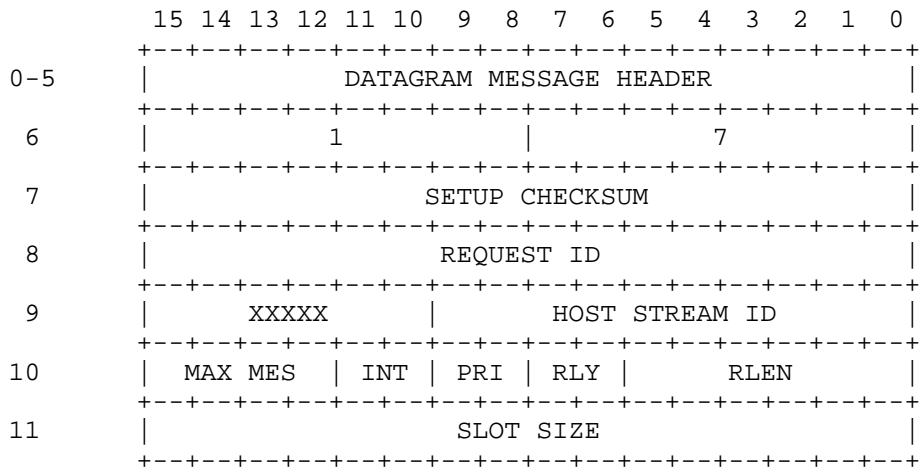 15 14 13 12 11 10 9 8 7 6 5 4 3 2 1 0
+--+--+--+--+--+--+--+--+--+--+--+--+--+--+--+--+
0-5 | DATAGRAM MESSAGE HEADER |
+--+--+--+--+--+--+--+--+--+--+--+--+--+--+--+--+
6 | 1 | 7 |
+--+--+--+--+--+--+--+--+--+--+--+--+--+--+--+--+
7 | SETUP CHECKSUM |
+--+--+--+--+--+--+--+--+--+--+--+--+--+--+--+--+
8 | REQUEST ID |
+--+--+--+--+--+--+--+--+--+--+--+--+--+--+--+--+
9 | XXXXX | HOST STREAM ID |
+--+--+--+--+--+--+--+--+--+--+--+--+--+--+--+--+
10 | MAX MES | INT | PRI | RLY | RLEN |
+--+--+--+--+--+--+--+--+--+--+--+--+--+--+--+--+
11 | SLOT SIZE |
+--+--+--+--+--+--+--+--+--+--+--+--+--+--+--+--+